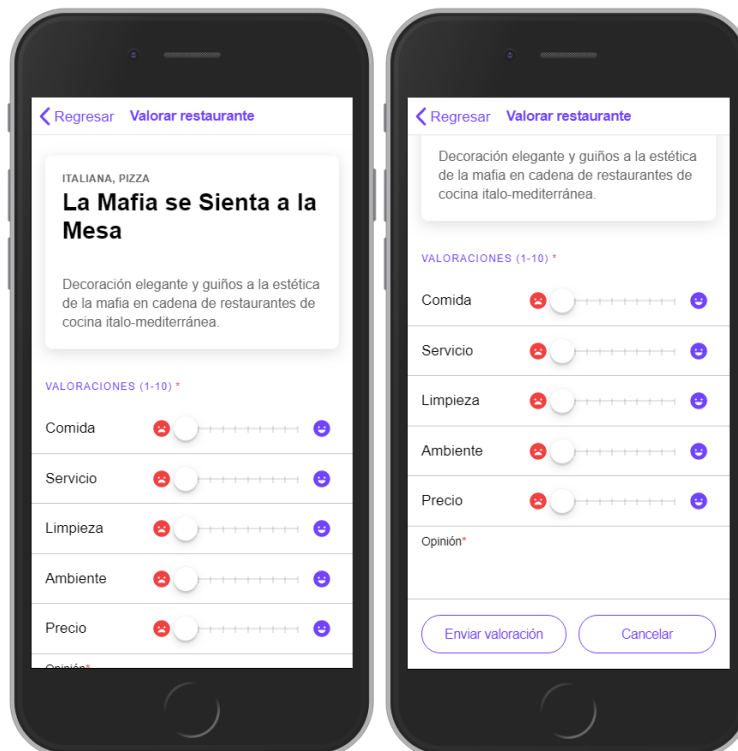 Regresar Valorar restaurante
ITALIANA, PIZZA
La Mafia se Sienta a la
Mesa
Decoración elegante y guiños a la estética
de la mafia en cadena de restaurantes de
cocina italo-mediterránea.
VALORACIONES (1-10) *
Comida
Servicio
Limpieza
Ambiente
Precio
Opinión*
Regresar Valorar restaurante
Decoración elegante y guiños a la estética
de la mafia en cadena de restaurantes de
cocina italo-mediterránea.
VALORACIONES (1-10) *
Comida
Servicio
Limpieza
Ambiente
Precio
Opinión*
Enviar valoración Cancelar